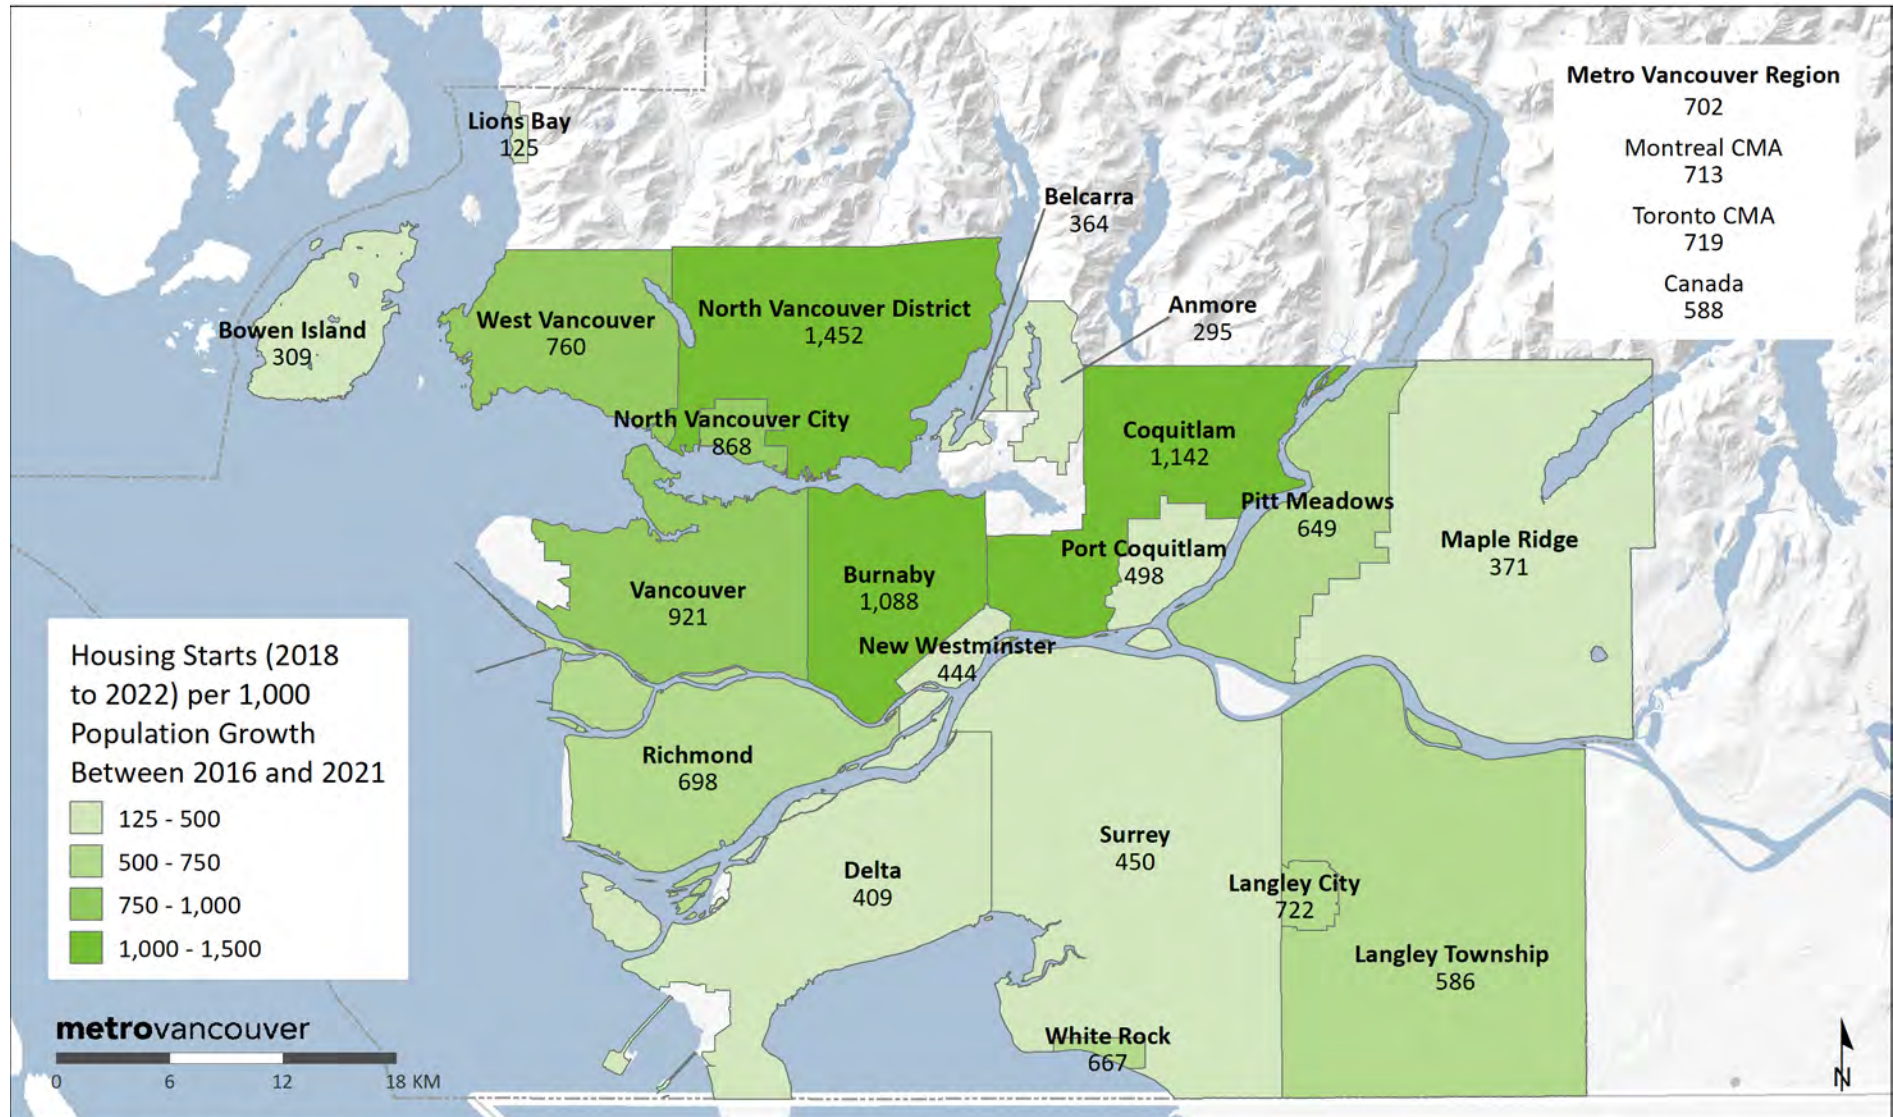 Metro Vancouver Region
702
Montreal CMA
713
Toronto CMA
719
Canada
588
Lions Bay
125
Belcarra
364
Anmore
295
Bowen Island
309
West Vancouver
760
North Vancouver District
1,452
North Vancouver City
868
Coquitlam
1,142
Pitt Meadows
649
Maple Ridge
371
Port Coquitlam
498
Vancouver
921
Burnaby
1,088
New Westminster
444
Richmond
698
Delta
409
Surrey
450
Langley City
722
Langley Township
586
White Rock
667
Housing Starts (2018
to 2022) per 1,000
Population Growth
Between 2016 and 2021
125 - 500
500 - 750
750 - 1,000
1,000 - 1,500
metrovancouver
0 6 12 18 KM
N